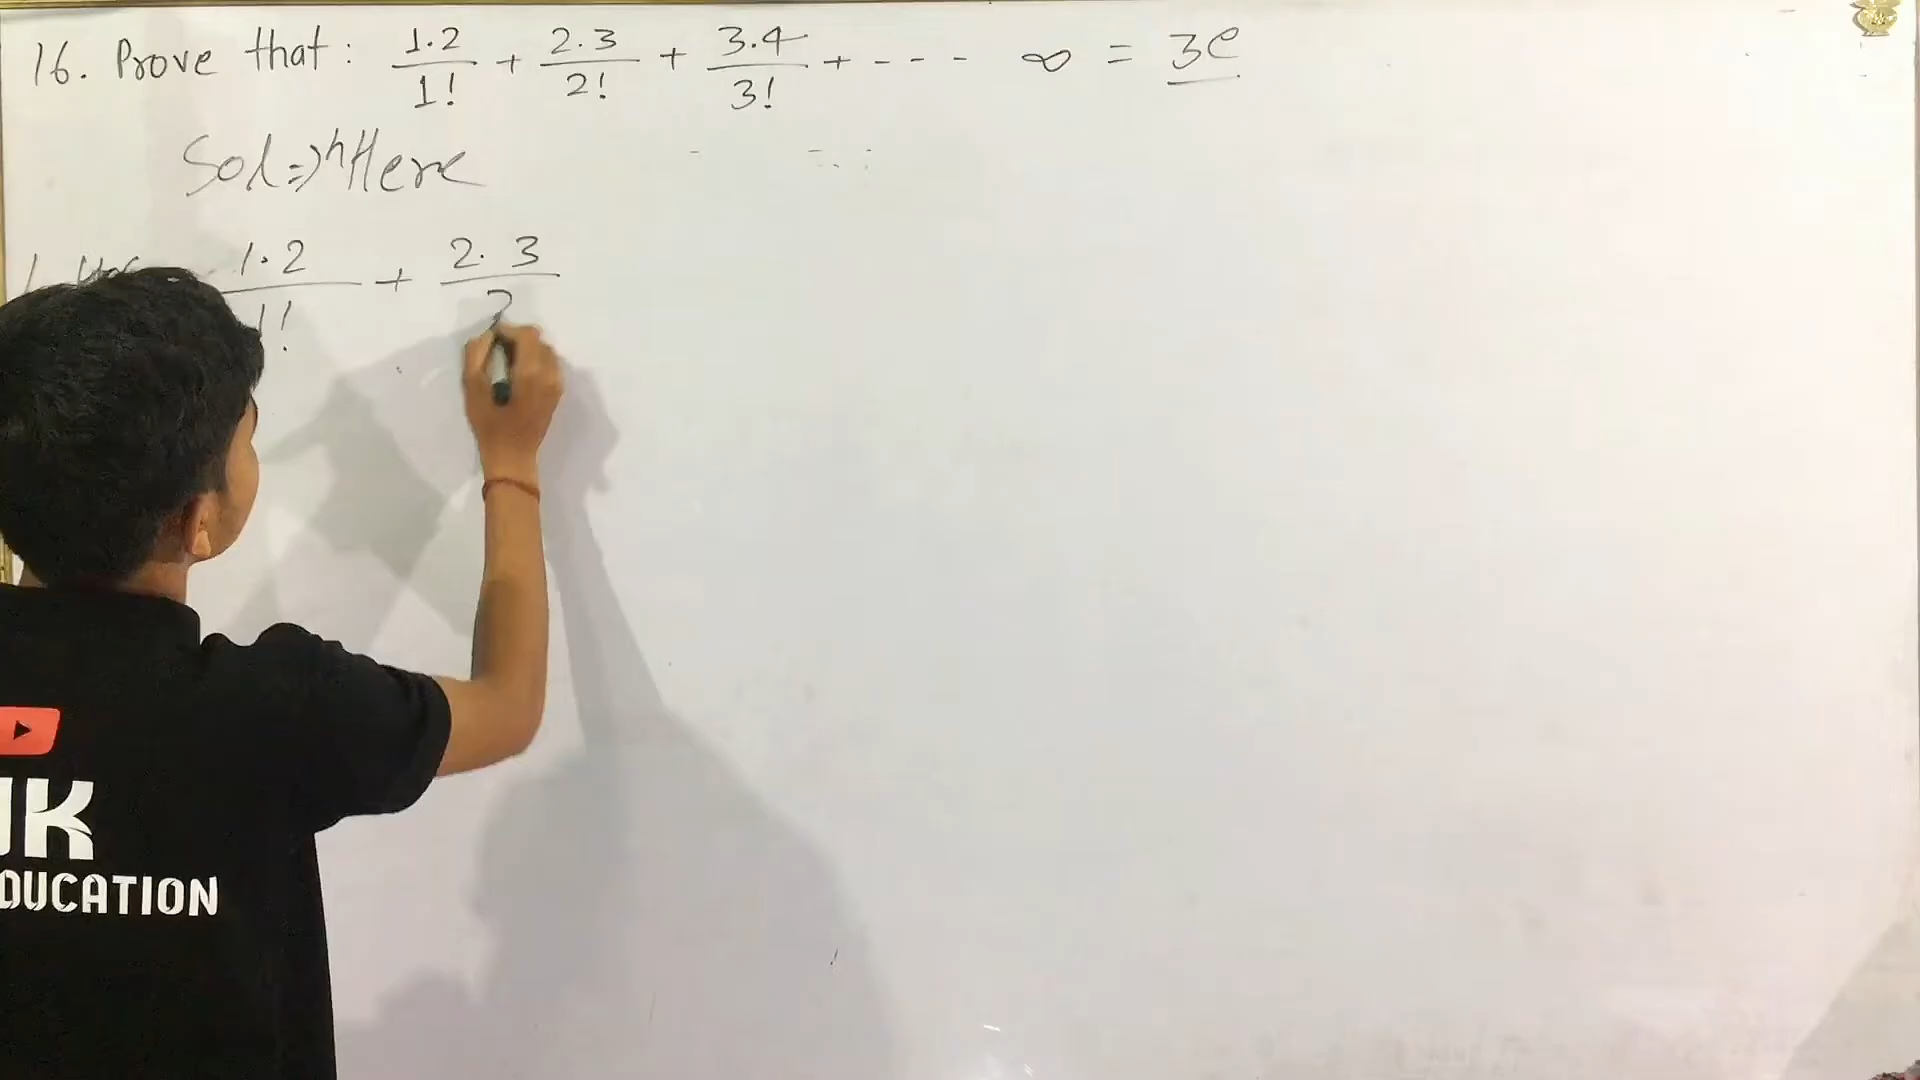 16. Prove that : 1.2/1! + 2.3/2! + 3.4/3! + - - - ∞ = 3e
Sol^n => Here
1.2/1! + 2.3/2
JK
EDUCATION